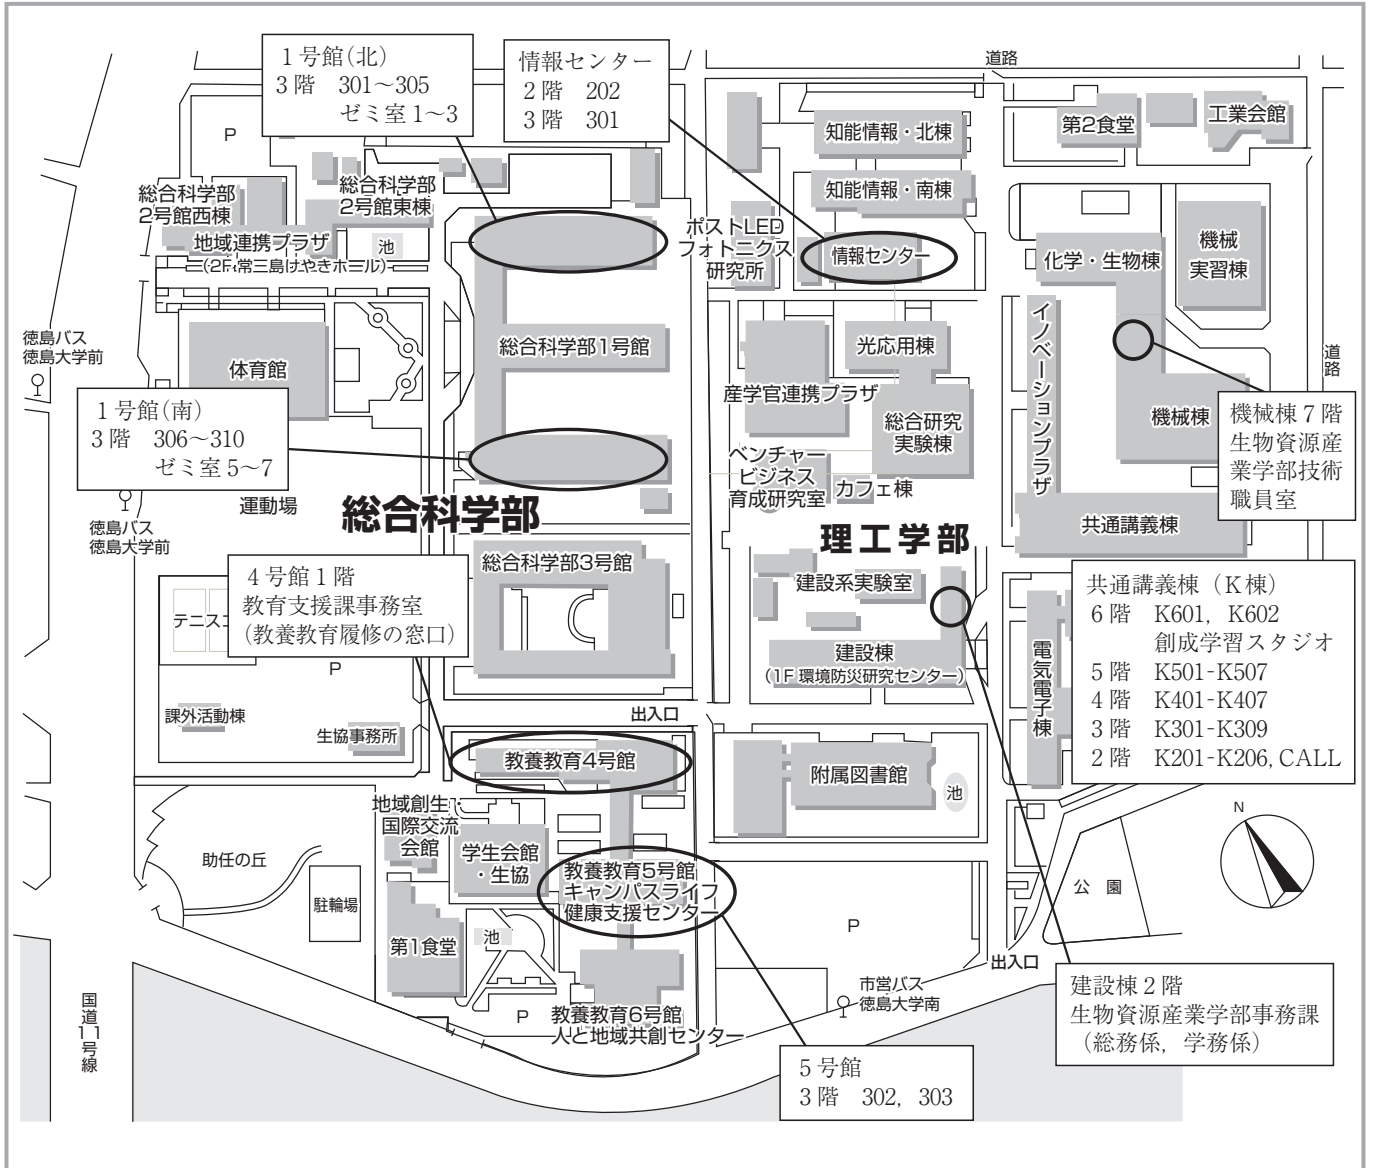 1号館(北)
3階 301～305
ゼミ室1～3
情報センター
2階 202
3階 301
道路
P
知能情報・北棟
第2食堂
工業会館
総合科学部
2号館西棟
総合科学部
2号館東棟
知能情報・南棟
地域連携プラザ
(2F:常三島けやきホール)
池
ポストLED
フォトニクス
研究所
情報センター
化学・生物棟
機械
実習棟
徳島バス
徳島大学前
体育館
総合科学部1号館
光応用棟
イノベーションプラザ
道路
産学官連携プラザ
総合研究
実験棟
機械棟
機械棟7階
生物資源産
業学部技術
職員室
1号館(南)
3階 306～310
ゼミ室5～7
ベンチャー
ビジネス
育成研究室
カフェ棟
運動場
総合科学部
徳島バス
徳島大学前
理工学部
共通講義棟
総合科学部3号館
4号館1階
教育支援課事務室
(教養教育履修の窓口)
テニスコ
建設系実験室
建設棟
(1F 環境防災研究センター)
電気電子棟
共通講義棟(K棟)
6階 K601, K602
創成学習スタジオ
5階 K501-K507
4階 K401-K407
3階 K301-K309
2階 K201-K206, CALL
P
課外活動棟
生協事務所
出入口
教養教育4号館
附属図書館
池
地域創生・
国際交流
会館
学生会館
・生協
N
助任の丘
駐輪場
教養教育5号館
キャンパスライフ
健康支援センター
公園
第1食堂
池
P
出入口
国道11号線
P
教養教育6号館
人と地域共創センター
市営バス
徳島大学南
建設棟2階
生物資源産業学部事務課
(総務係, 学務係)
5号館
3階 302, 303